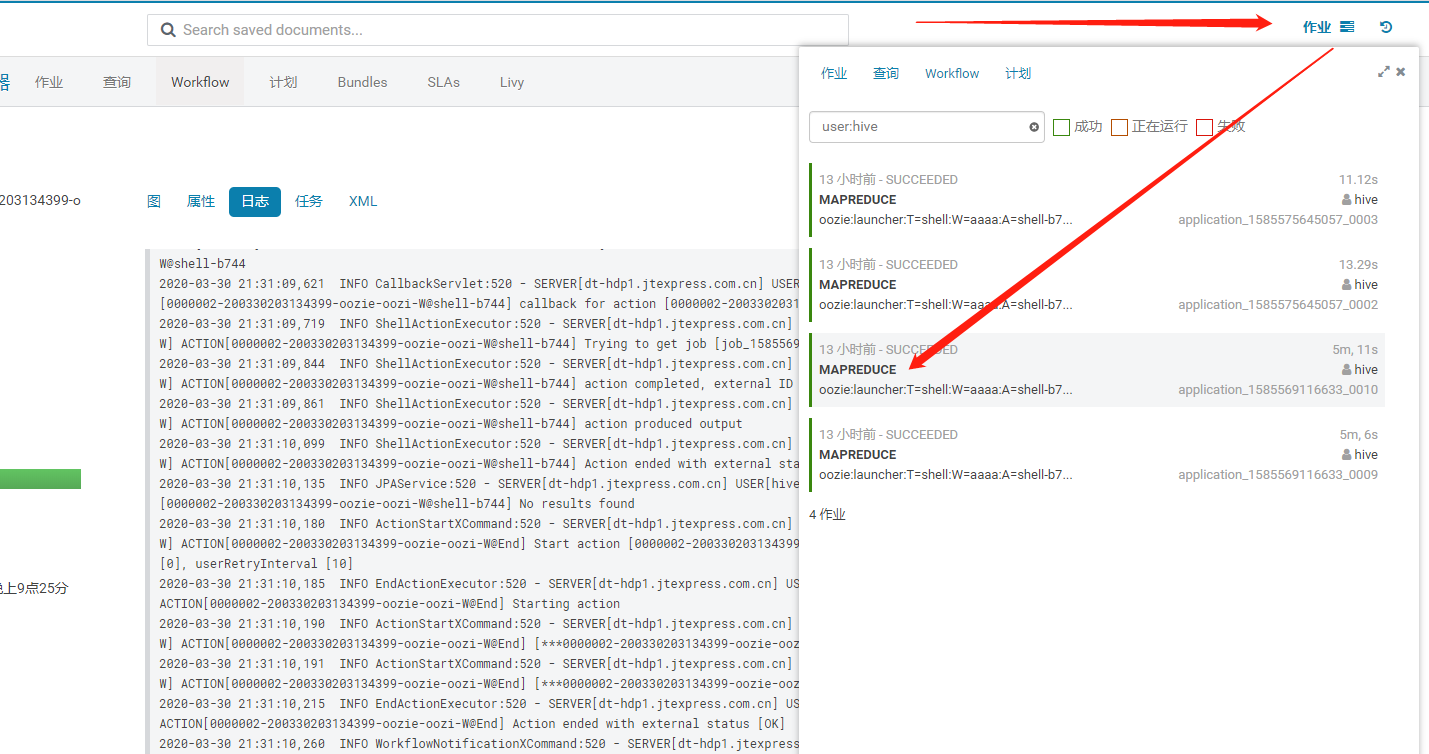 Search saved documents...
作业
器 作业 查询 Workflow 计划 Bundles SLAs Livy
203134399-o
图 属性 日志 任务 XML
W@shell-b744
2020-03-30 21:31:09,621 INFO CallbackServlet:520 - SERVER[dt-hdp1.jtexpress.com.cn] USER
[0000002-200330203134399-oozie-oozi-W@shell-b744] callback for action [0000002-2003302031
2020-03-30 21:31:09,719 INFO ShellActionExecutor:520 - SERVER[dt-hdp1.jtexpress.com.cn]
W] ACTION[0000002-200330203134399-oozie-oozi-W@shell-b744] Trying to get job [job_1585569
2020-03-30 21:31:09,844 INFO ShellActionExecutor:520 - SERVER[dt-hdp1.jtexpress.com.cn]
W] ACTION[0000002-200330203134399-oozie-oozi-W@shell-b744] action completed, external ID
2020-03-30 21:31:09,861 INFO ShellActionExecutor:520 - SERVER[dt-hdp1.jtexpress.com.cn]
W] ACTION[0000002-200330203134399-oozie-oozi-W@shell-b744] action produced output
2020-03-30 21:31:10,099 INFO ShellActionExecutor:520 - SERVER[dt-hdp1.jtexpress.com.cn]
W] ACTION[0000002-200330203134399-oozie-oozi-W@shell-b744] Action ended with external sta
2020-03-30 21:31:10,135 INFO JPAService:520 - SERVER[dt-hdp1.jtexpress.com.cn] USER[hive
[0000002-200330203134399-oozie-oozi-W@shell-b744] No results found
2020-03-30 21:31:10,180 INFO ActionStartXCommand:520 - SERVER[dt-hdp1.jtexpress.com.cn]
W] ACTION[0000002-200330203134399-oozie-oozi-W@End] Start action [0000002-200330203134399
[0], userRetryInterval [10]
2020-03-30 21:31:10,185 INFO EndActionExecutor:520 - SERVER[dt-hdp1.jtexpress.com.cn] US
ACTION[0000002-200330203134399-oozie-oozi-W@End] Starting action
2020-03-30 21:31:10,190 INFO ActionStartXCommand:520 - SERVER[dt-hdp1.jtexpress.com.cn]
W] ACTION[0000002-200330203134399-oozie-oozi-W@End] [***0000002-200330203134399-oozie-ooz
2020-03-30 21:31:10,191 INFO ActionStartXCommand:520 - SERVER[dt-hdp1.jtexpress.com.cn]
W] ACTION[0000002-200330203134399-oozie-oozi-W@End] [***0000002-200330203134399-oozie-ooz
2020-03-30 21:31:10,215 INFO EndActionExecutor:520 - SERVER[dt-hdp1.jtexpress.com.cn] US
ACTION[0000002-200330203134399-oozie-oozi-W@End] Action ended with external status [OK]
2020-03-30 21:31:10,260 INFO WorkflowNotificationXCommand:520 - SERVER[dt-hdp1.jtexpress
上9点25分
作业 查询 Workflow 计划
user:hive 成功 正在运行 失败
13 小时前 - SUCCEEDED 11.12s
MAPREDUCE hive
oozie:launcher:T=shell:W=aaaa:A=shell-b7... application_1585575645057_0003
13 小时前 - SUCCEEDED 13.29s
MAPREDUCE hive
oozie:launcher:T=shell:W=aaaa:A=shell-b7... application_1585575645057_0002
13 小时前 - SUCCEEDED 5m, 11s
MAPREDUCE hive
oozie:launcher:T=shell:W=aaaa:A=shell-b7... application_1585569116633_0010
13 小时前 - SUCCEEDED 5m, 6s
MAPREDUCE hive
oozie:launcher:T=shell:W=aaaa:A=shell-b7... application_1585569116633_0009
4 作业